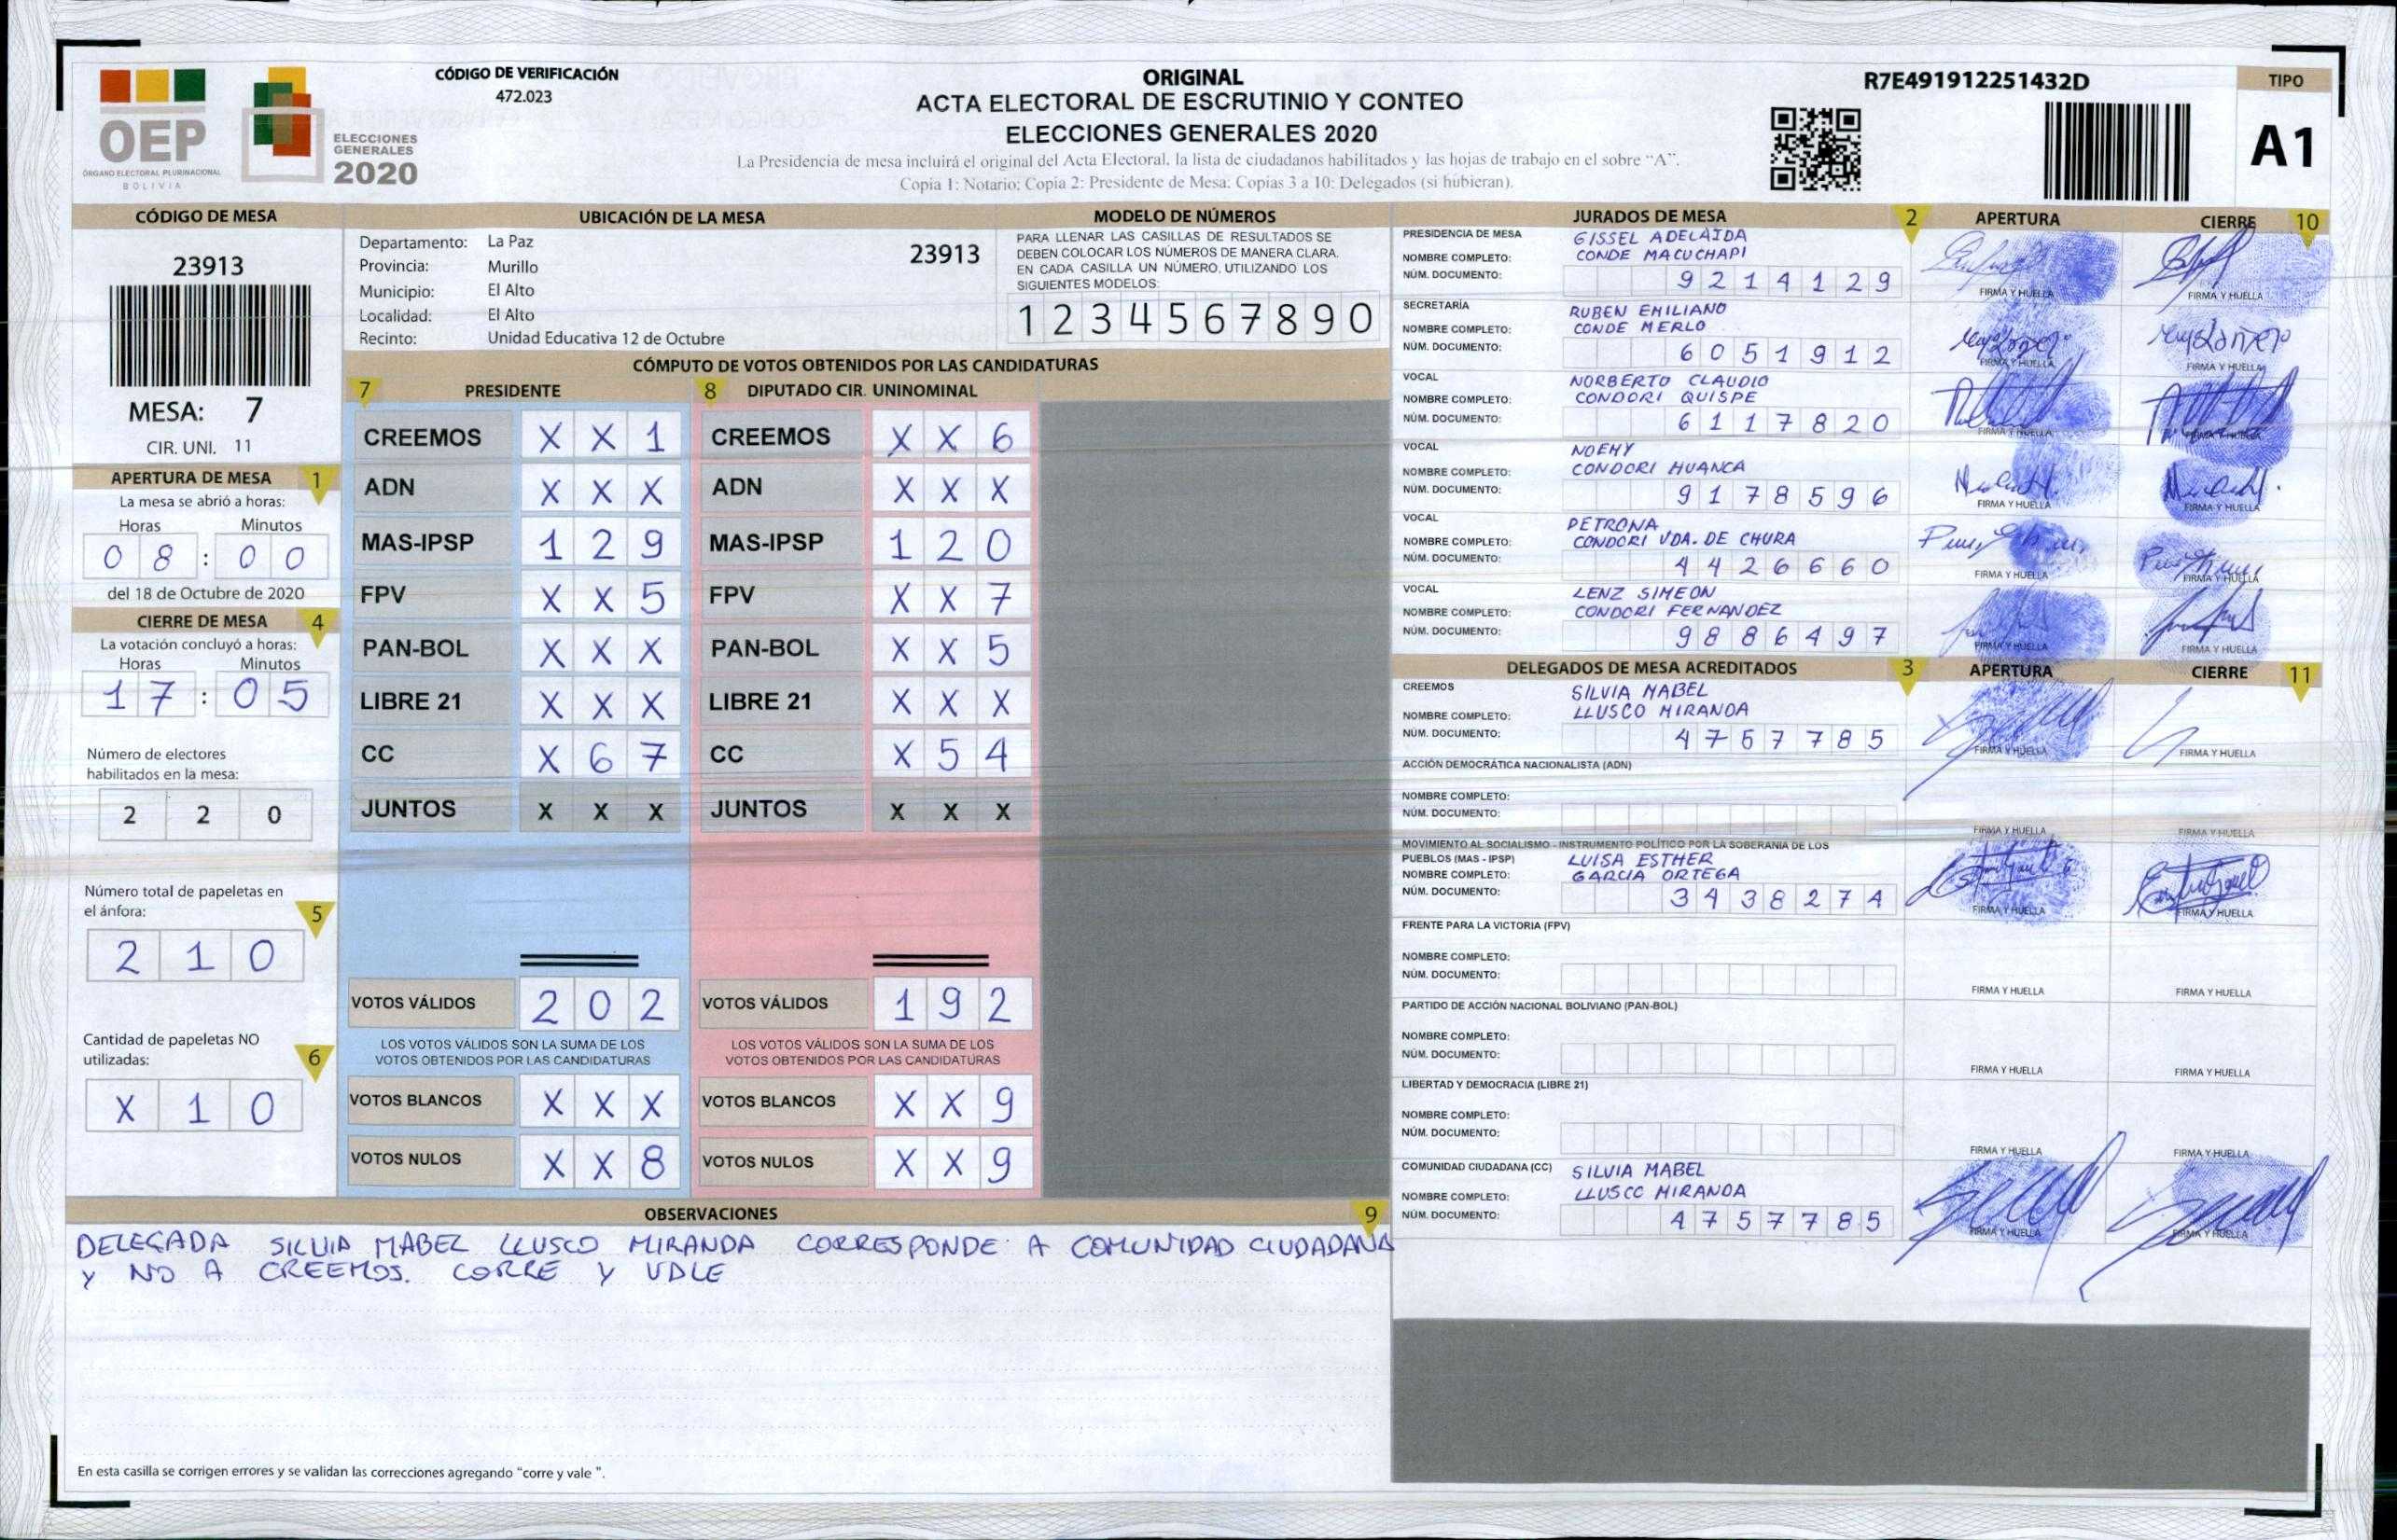 OEP
ÓRGANO ELECTORAL PLURINACIONAL
BOLIVIA
ELECCIONES
GENERALES
2020
CÓDIGO DE VERIFICACIÓN
472.023
ORIGINAL
ACTA ELECTORAL DE ESCRUTINIO Y CONTEO
ELECCIONES GENERALES 2020
La Presidencia de mesa incluirá el original del Acta Electoral, la lista de ciudadanos habilitados y las hojas de trabajo en el sobre "A".
Copia 1: Notario; Copia 2: Presidente de Mesa; Copias 3 a 10: Delegados (si hubieran).
R7E491912251432D
TIPO
A1
CÓDIGO DE MESA
23913
MESA: 7
CIR. UNI. 11
APERTURA DE MESA 1
La mesa se abrió a horas:
Horas Minutos
0 8 : 0 0
del 18 de Octubre de 2020
CIERRE DE MESA 4
La votación concluyó a horas:
Horas Minutos
1 7 : 0 5
Número de electores
habilitados en la mesa:
2 2 0
Número total de papeletas en
el ánfora: 5
2 1 0
Cantidad de papeletas NO
utilizadas: 6
X 1 0
UBICACIÓN DE LA MESA
Departamento: La Paz
23913
Provincia: Murillo
Municipio: El Alto
Localidad: El Alto
Recinto: Unidad Educativa 12 de Octubre
MODELO DE NÚMEROS
PARA LLENAR LAS CASILLAS DE RESULTADOS SE
DEBEN COLOCAR LOS NÚMEROS DE MANERA CLARA.
EN CADA CASILLA UN NÚMERO, UTILIZANDO LOS
SIGUIENTES MODELOS:
1 2 3 4 5 6 7 8 9 0
CÓMPUTO DE VOTOS OBTENIDOS POR LAS CANDIDATURAS
7 PRESIDENTE 8 DIPUTADO CIR. UNINOMINAL
CREEMOS X X 1 CREEMOS X X 6
ADN X X X ADN X X X
MAS-IPSP 1 2 9 MAS-IPSP 1 2 0
FPV X X 5 FPV X X 7
PAN-BOL X X X PAN-BOL X X 5
LIBRE 21 X X X LIBRE 21 X X X
CC X 6 7 CC X 5 4
JUNTOS X X X JUNTOS X X X
VOTOS VÁLIDOS 2 0 2 VOTOS VÁLIDOS 1 9 2
LOS VOTOS VÁLIDOS SON LA SUMA DE LOS LOS VOTOS VÁLIDOS SON LA SUMA DE LOS
VOTOS OBTENIDOS POR LAS CANDIDATURAS VOTOS OBTENIDOS POR LAS CANDIDATURAS
VOTOS BLANCOS X X X VOTOS BLANCOS X X 9
VOTOS NULOS X X 8 VOTOS NULOS X X 9
OBSERVACIONES 9
DELEGADA SILVIA MABEL LLUSCO MIRANDA CORRESPONDE A COMUNIDAD CIUDADANA
Y NO A CREEMOS. CORRE Y VALE
En esta casilla se corrigen errores y se validan las correcciones agregando "corre y vale ".
JURADOS DE MESA 2 APERTURA CIERRE 10
PRESIDENCIA DE MESA GISSEL ADELAIDA
NOMBRE COMPLETO: CONDE MACUCHAPI
NÚM. DOCUMENTO: 9 2 1 4 1 2 9
FIRMA Y HUELLA FIRMA Y HUELLA
SECRETARÍA RUBEN EMILIANO
NOMBRE COMPLETO: CONDE MERLO
NÚM. DOCUMENTO: 6 0 5 1 9 1 2
FIRMA Y HUELLA FIRMA Y HUELLA
VOCAL NORBERTO CLAUDIO
NOMBRE COMPLETO: CONDORI QUISPE
NÚM. DOCUMENTO: 6 1 1 7 8 2 0
FIRMA Y HUELLA FIRMA Y HUELLA
VOCAL NOEMY
NOMBRE COMPLETO: CONDORI HUANCA
NÚM. DOCUMENTO: 9 1 7 8 5 9 6
FIRMA Y HUELLA FIRMA Y HUELLA
VOCAL PETRONA
NOMBRE COMPLETO: CONDORI VDA. DE CHURA
NÚM. DOCUMENTO: 4 4 2 6 6 6 0
FIRMA Y HUELLA FIRMA Y HUELLA
VOCAL LENZ SIMEON
NOMBRE COMPLETO: CONDORI FERNANDEZ
NÚM. DOCUMENTO: 9 8 8 6 4 9 7
FIRMA Y HUELLA FIRMA Y HUELLA
DELEGADOS DE MESA ACREDITADOS 3 APERTURA CIERRE 11
CREEMOS SILVIA MABEL
NOMBRE COMPLETO: LLUSCO MIRANDA
NÚM. DOCUMENTO: 4 7 5 7 7 8 5
FIRMA Y HUELLA FIRMA Y HUELLA
ACCIÓN DEMOCRÁTICA NACIONALISTA (ADN)
NOMBRE COMPLETO:
NÚM. DOCUMENTO:
FIRMA Y HUELLA FIRMA Y HUELLA
MOVIMIENTO AL SOCIALISMO - INSTRUMENTO POLÍTICO POR LA SOBERANÍA DE LOS
PUEBLOS (MAS - IPSP) LUISA ESTHER
NOMBRE COMPLETO: GARCIA ORTEGA
NÚM. DOCUMENTO: 3 4 3 8 2 7 4
FIRMA Y HUELLA FIRMA Y HUELLA
FRENTE PARA LA VICTORIA (FPV)
NOMBRE COMPLETO:
NÚM. DOCUMENTO:
FIRMA Y HUELLA FIRMA Y HUELLA
PARTIDO DE ACCIÓN NACIONAL BOLIVIANO (PAN-BOL)
NOMBRE COMPLETO:
NÚM. DOCUMENTO:
FIRMA Y HUELLA FIRMA Y HUELLA
LIBERTAD Y DEMOCRACIA (LIBRE 21)
NOMBRE COMPLETO:
NÚM. DOCUMENTO:
FIRMA Y HUELLA FIRMA Y HUELLA
COMUNIDAD CIUDADANA (CC) SILVIA MABEL
NOMBRE COMPLETO: LLUSCO MIRANDA
NÚM. DOCUMENTO: 4 7 5 7 7 8 5
FIRMA Y HUELLA FIRMA Y HUELLA